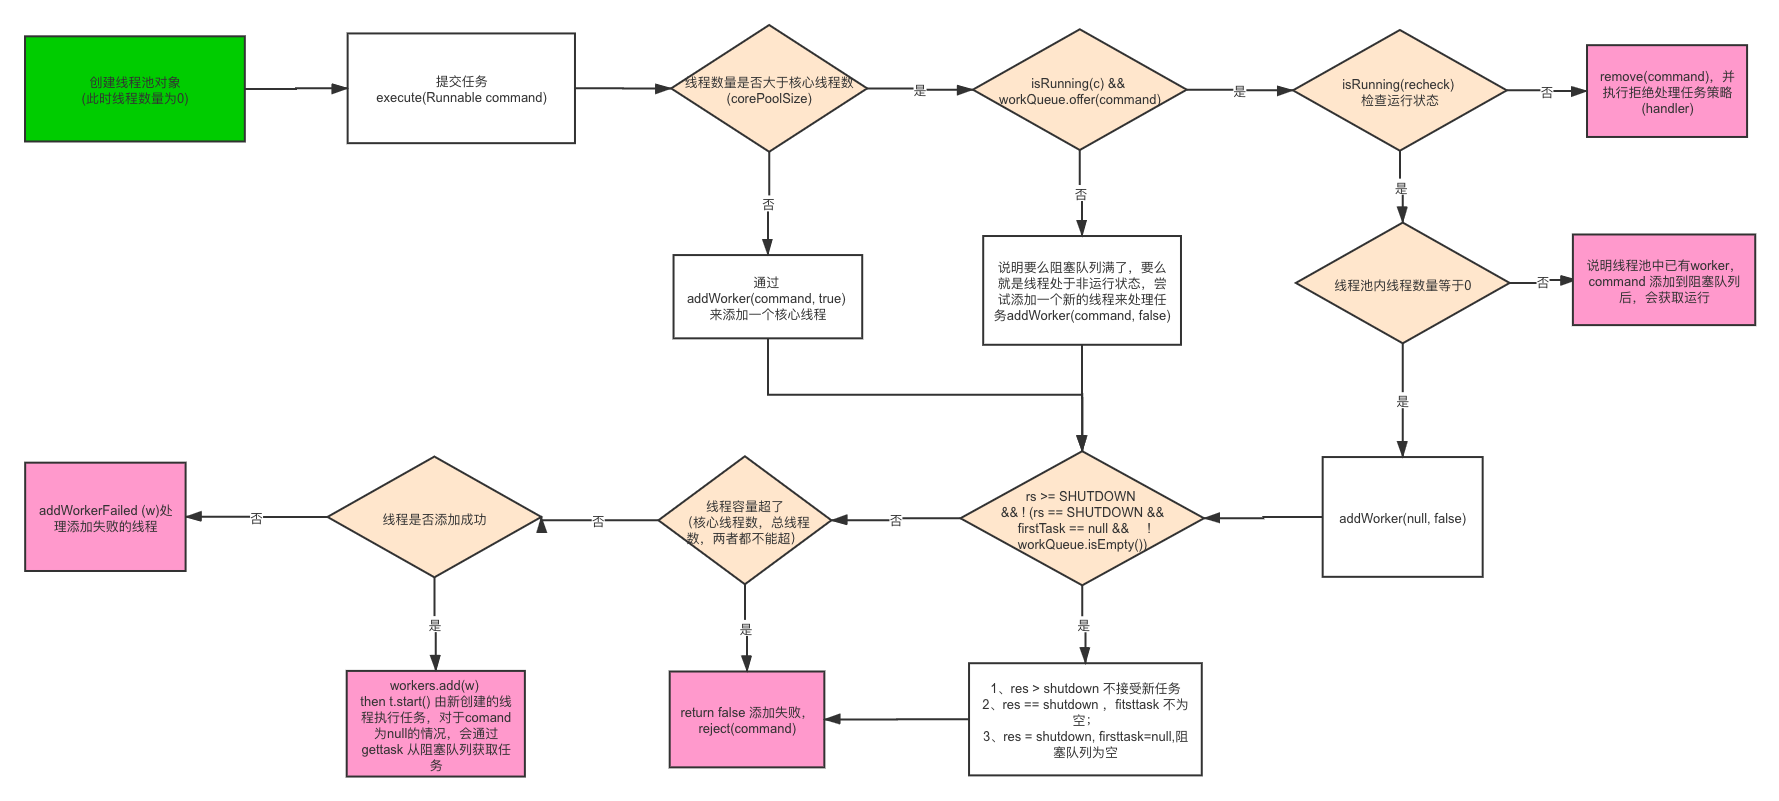 创建线程池对象
(此时线程数量为0)
提交任务
execute(Runnable command)
线程数量是否大于核心线程数
(corePoolSize)
是
isRunning(c) &&
workQueue.offer(command)
是
isRunning(recheck)
检查运行状态
否
remove(command)，并
执行拒绝处理任务策略
(handler)
否
否
是
通过
addWorker(command, true)
来添加一个核心线程
说明要么阻塞队列满了，要么
就是线程处于非运行状态，尝
试添加一个新的线程来处理任
务addWorker(command, false)
线程池内线程数量等于0
否
说明线程池中已有worker，
command 添加到阻塞队列
后，会获取运行
是
addWorkerFailed (w)处
理添加失败的线程
否
线程是否添加成功
否
线程容量超了
（核心线程数，总线程
数，两者都不能超）
否
rs >= SHUTDOWN
&& ! (rs == SHUTDOWN &&
firstTask == null && !
workQueue.isEmpty())
addWorker(null, false)
是
是
是
workers.add(w)
then t.start() 由新创建的线
程执行任务，对于comand
为null的情况，会通过
gettask 从阻塞队列获取任
务
return false 添加失败，
reject(command)
1、res > shutdown 不接受新任务
2、res == shutdown ，fitsttask 不为
空；
3、res = shutdown, firsttask=null,阻
塞队列为空